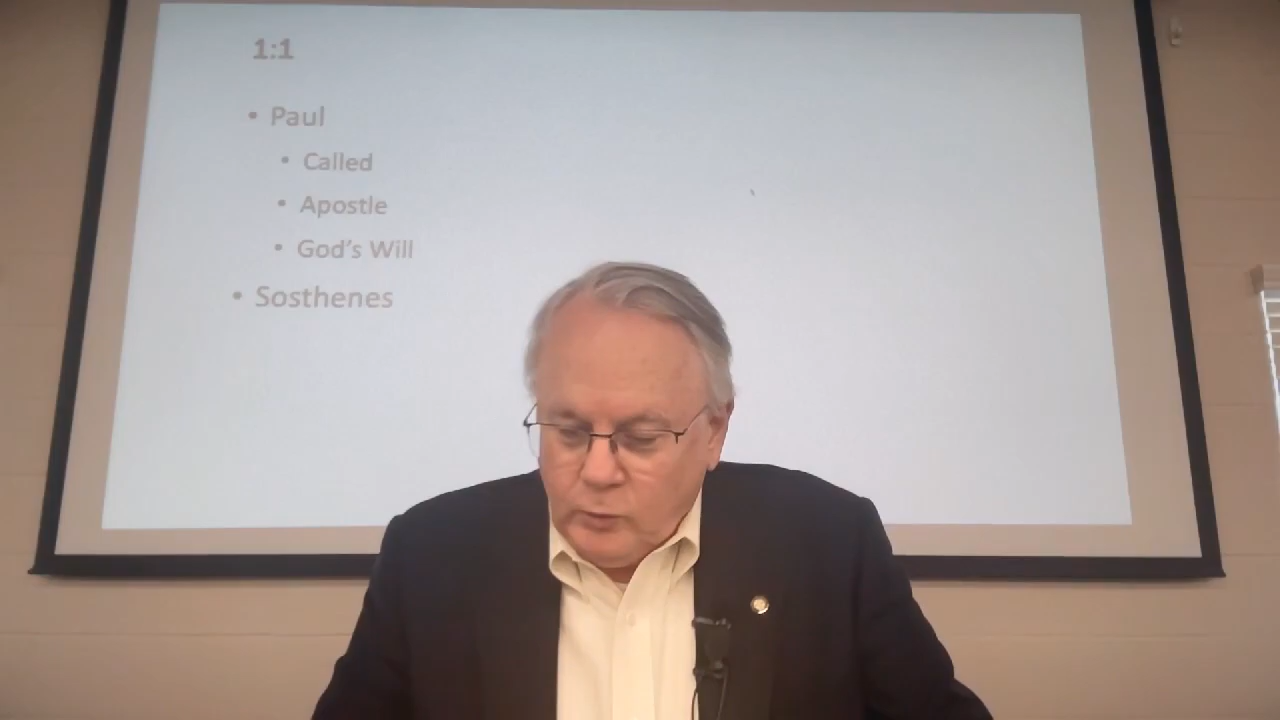 1:1
• Paul
• Called
• Apostle
• God's Will
• Sosthenes